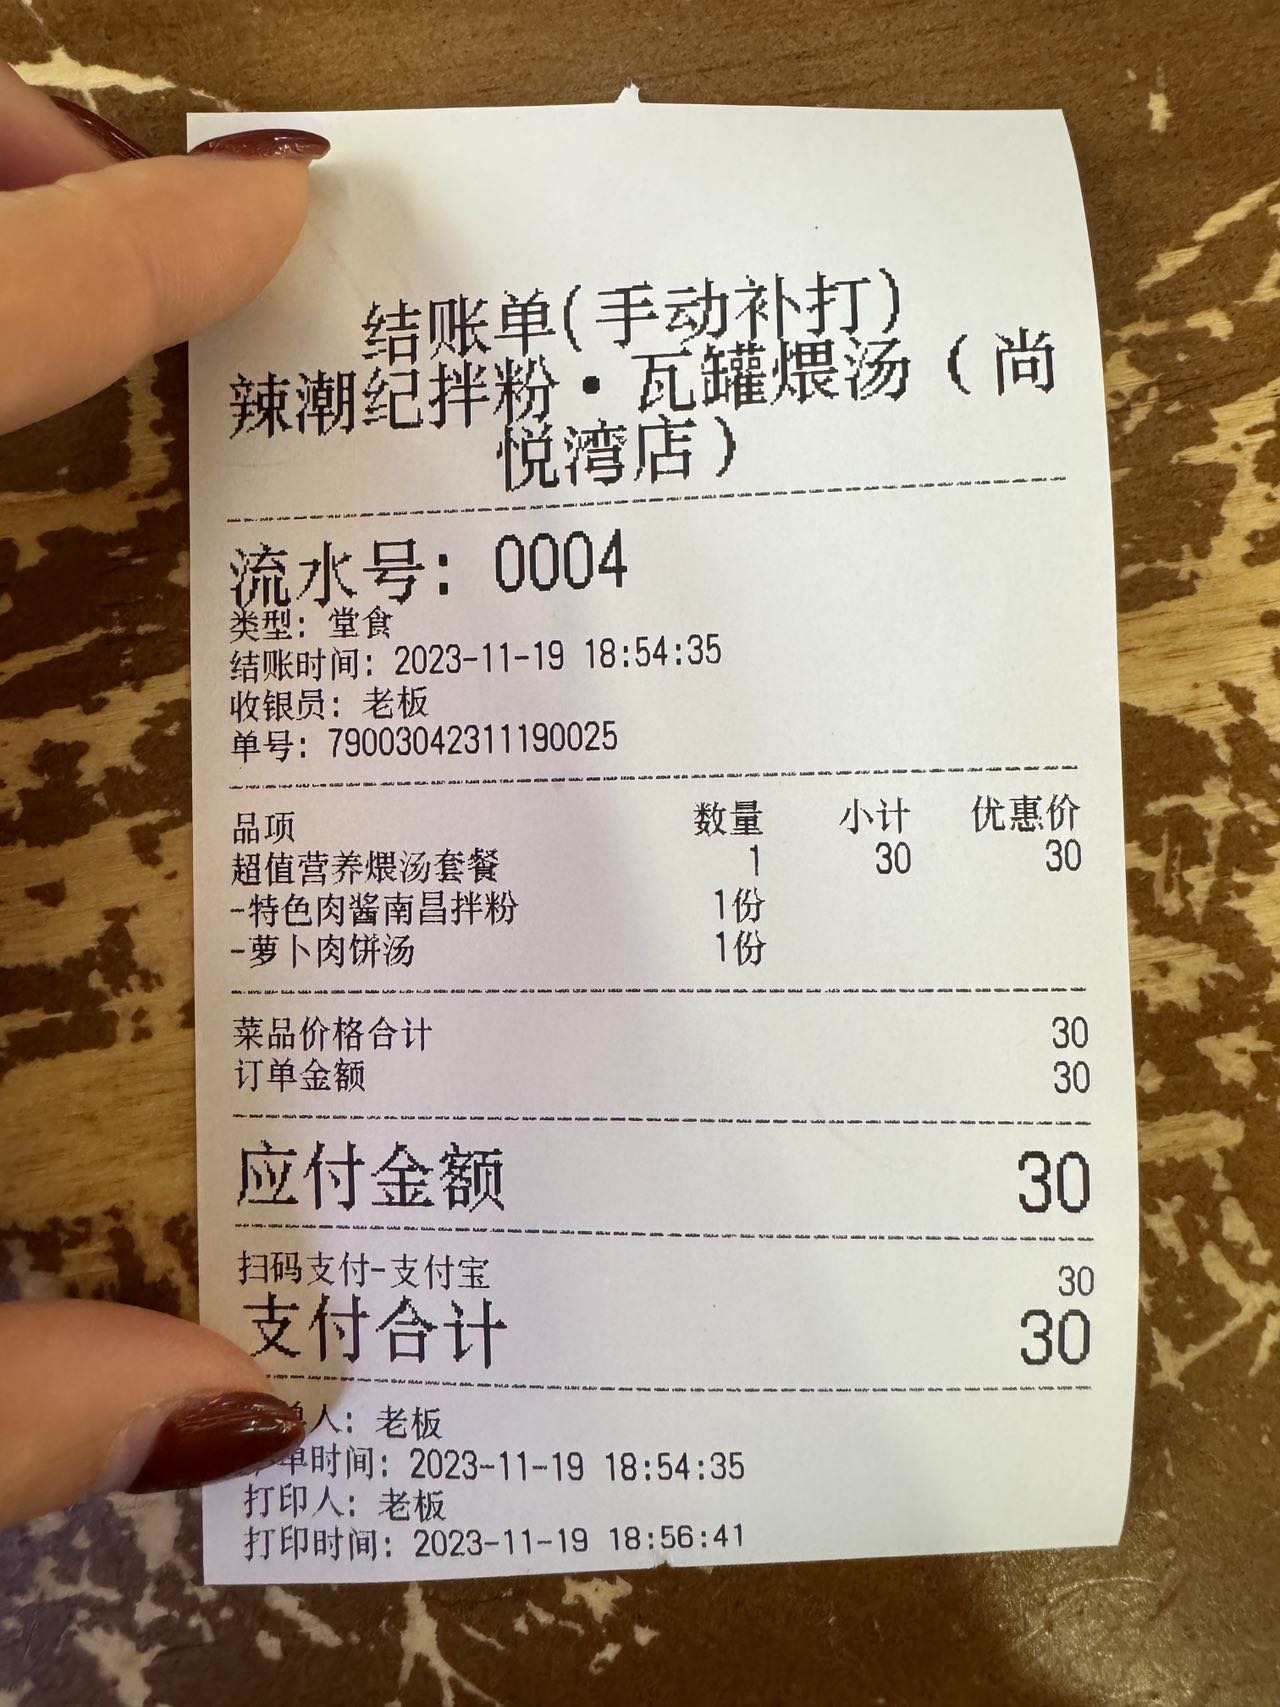 结账单(手动补打)
辣潮纪拌粉·瓦罐煨汤（尚
悦湾店）
流水号: 0004
类型: 堂食
结账时间: 2023-11-19 18:54:35
收银员: 老板
单号: 79003042311190025
品项 数量 小计 优惠价
超值营养煨汤套餐 1 30 30
-特色肉酱南昌拌粉 1份
-萝卜肉饼汤 1份
菜品价格合计 30
订单金额 30
应付金额 30
扫码支付-支付宝 30
支付合计 30
单人: 老板
单时间: 2023-11-19 18:54:35
打印人: 老板
打印时间: 2023-11-19 18:56:41